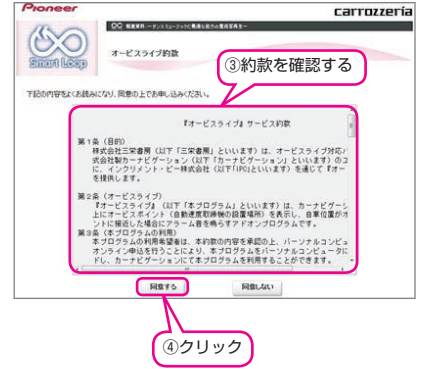 Pioneer
carrozzeria
Smart Loop
オービスライブ約款
③約款を確認する
下記の内容をよくお読みになり、同意の上でお申し込みください。
『オービスライブ』サービス約款
第1条（目的）
株式会社三栄書房（以下「三栄書房」といいます）は、オービスライブ対応
式会社製カーナビゲーション（以下「カーナビゲーション」といいます）のユ
に、インクリメント・ピー株式会社（以下「IPC」といいます）を通じて『オー
を提供します。
第2条（オービスライブ）
『オービスライブ』（以下「本プログラム」といいます）は、カーナビゲーシ
上にオービスポイント（自動速度取締機の設置場所）を表示し、自車位置がオ
ントに接近した場合にアラーム音を鳴らすアドオンプログラムです。
第3条（本プログラムの利用）
本プログラムの利用希望者は、本約款の内容を承認の上、パーソナルコンピュ
オンライン申込を行うことにより、本プログラムをパーソナルコンピュータに
ドし、カーナビゲーションにて本プログラムを利用することができます。
同意する
同意しない
④クリック